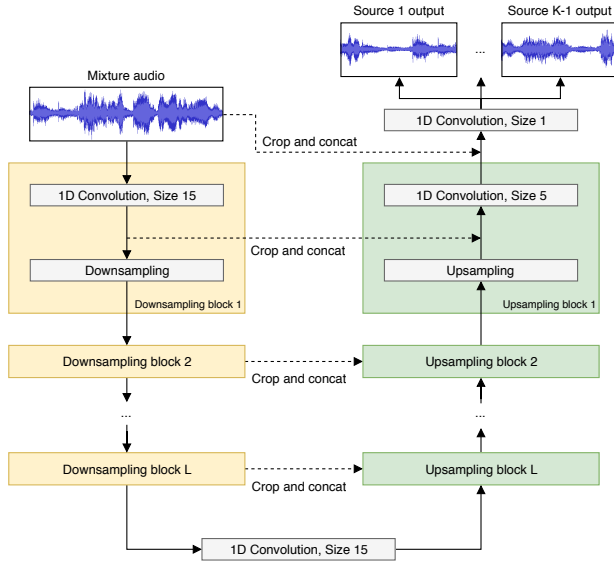 Source 1 output
...
Source K-1 output
Mixture audio
1D Convolution, Size 1
Crop and concat
1D Convolution, Size 15
1D Convolution, Size 5
Crop and concat
Downsampling
Upsampling
Downsampling block 1
Upsampling block 1
Downsampling block 2
Upsampling block 2
Crop and concat
...
...
Downsampling block L
Upsampling block L
Crop and concat
1D Convolution, Size 15